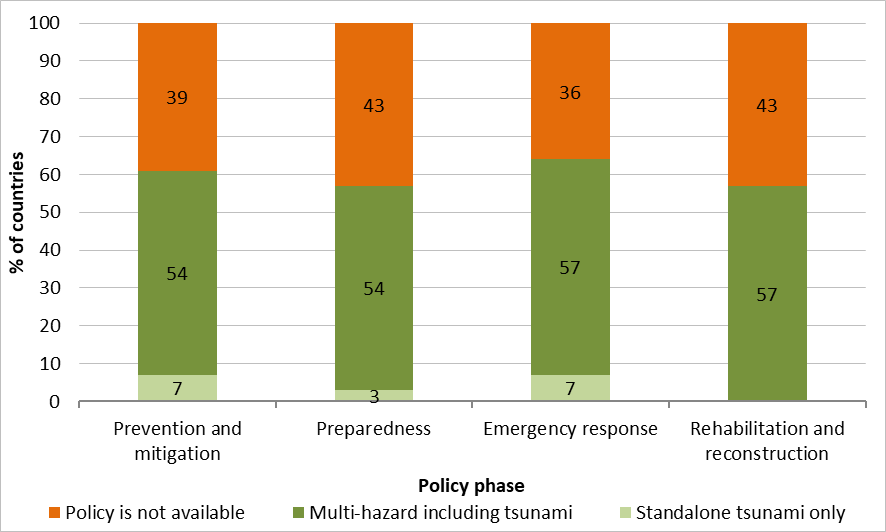 100
90
80
70
60
50
40
30
20
10
0
% of countries
39
43
36
43
54
54
57
57
7
3
7
Prevention and
mitigation
Preparedness
Emergency response
Rehabilitation and
reconstruction
Policy phase
Policy is not available
Multi-hazard including tsunami
Standalone tsunami only